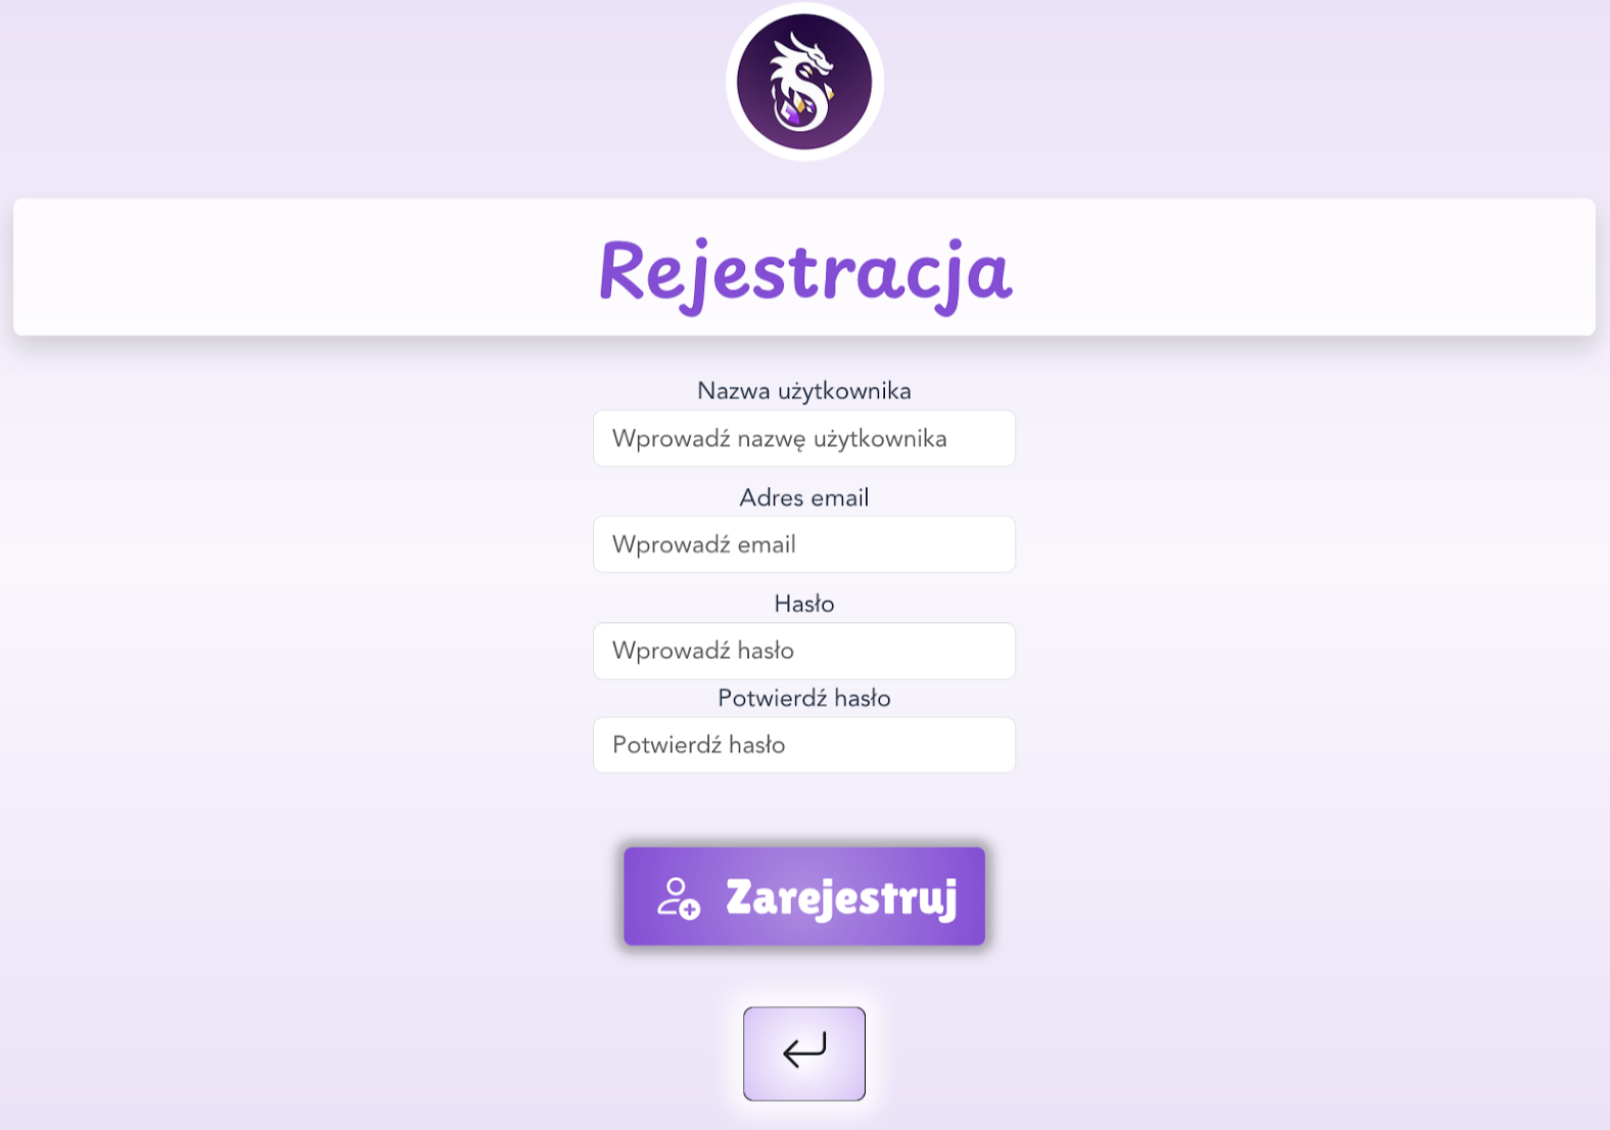 Rejestracja
Nazwa użytkownika
Wprowadź nazwę użytkownika
Adres email
Wprowadź email
Hasło
Wprowadź hasło
Potwierdź hasło
Potwierdź hasło
Zarejestruj